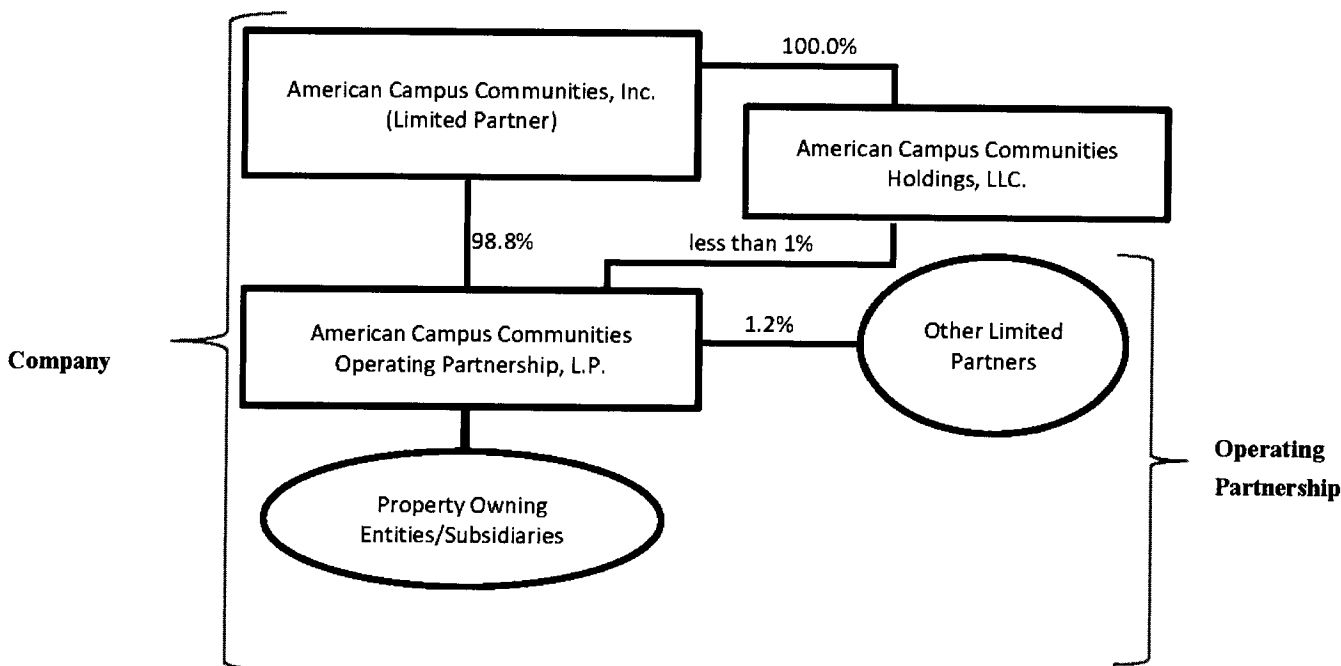 100.0%
American Campus Communities, Inc.
(Limited Partner)
American Campus Communities
Holdings, LLC.
98.8%
less than 1%
American Campus Communities
Operating Partnership, L.P.
1.2%
Other Limited
Partners
Company
Operating
Partnership
Property Owning
Entities/Subsidiaries